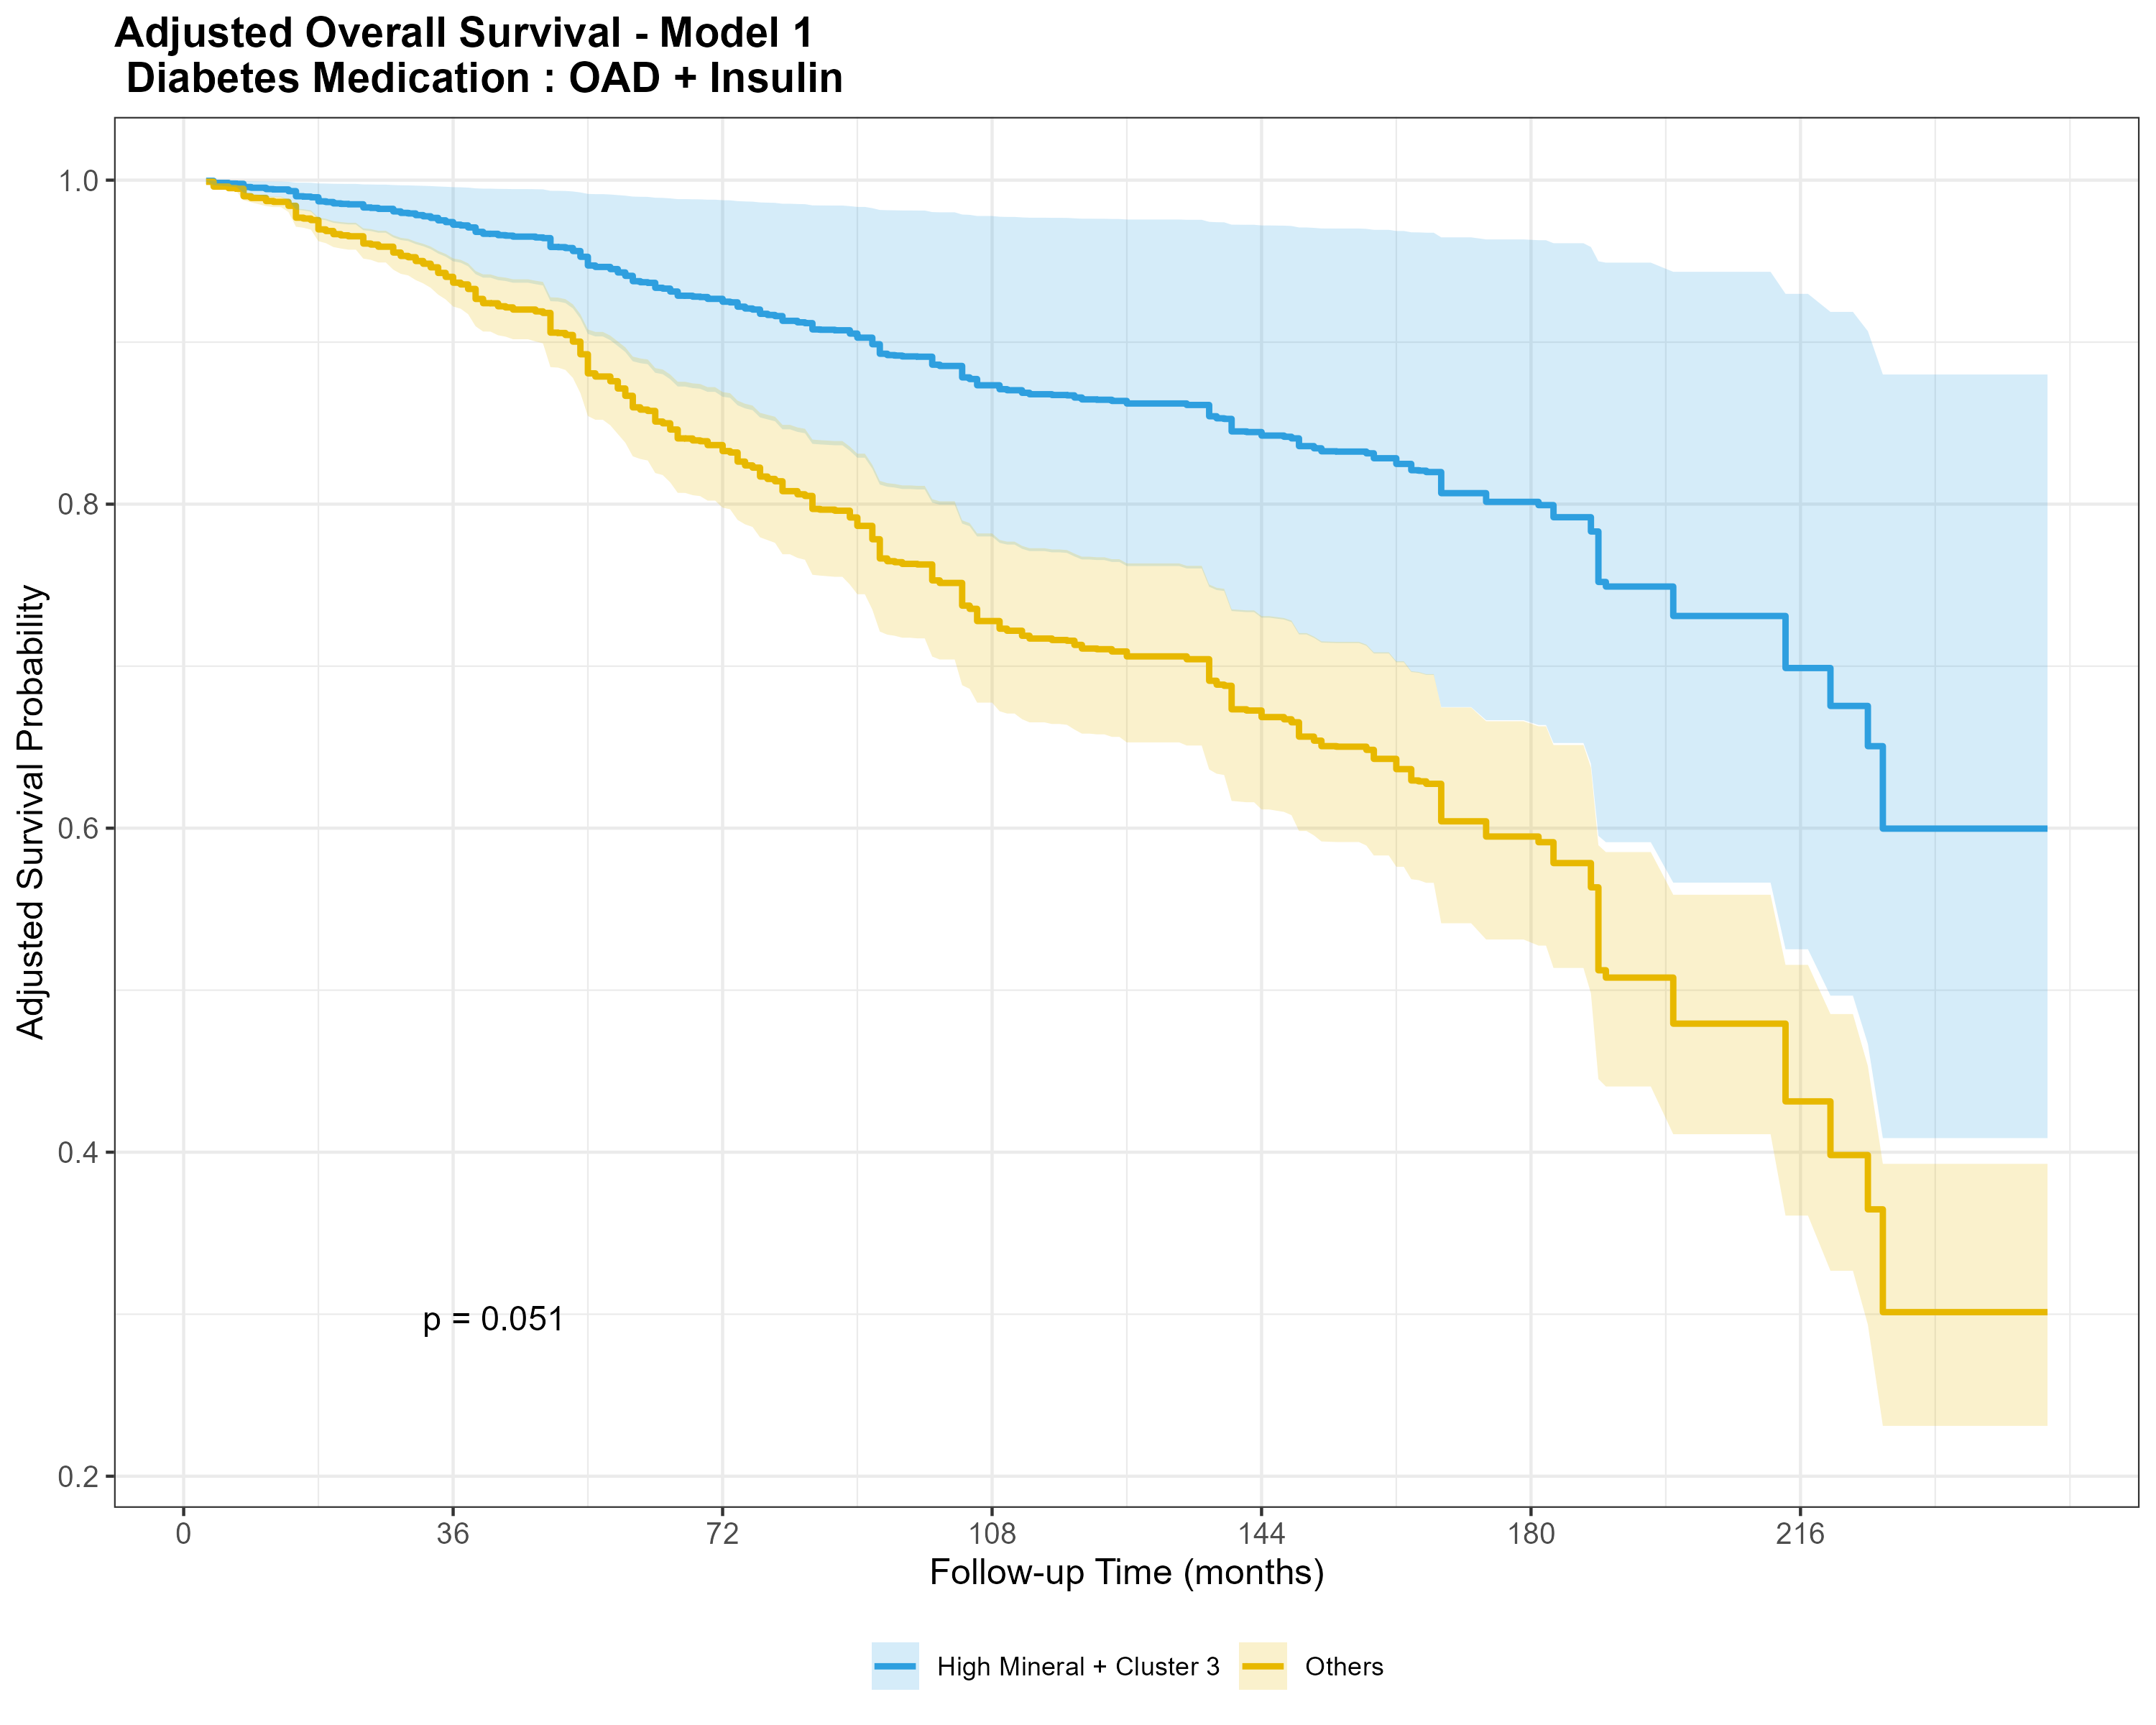 Adjusted Overall Survival - Model 1
Diabetes Medication : OAD + Insulin
Adjusted Survival Probability
1.0
0.8
0.6
0.4
0.2
p = 0.051
0 36 72 108 144 180 216
Follow-up Time (months)
High Mineral + Cluster 3 Others